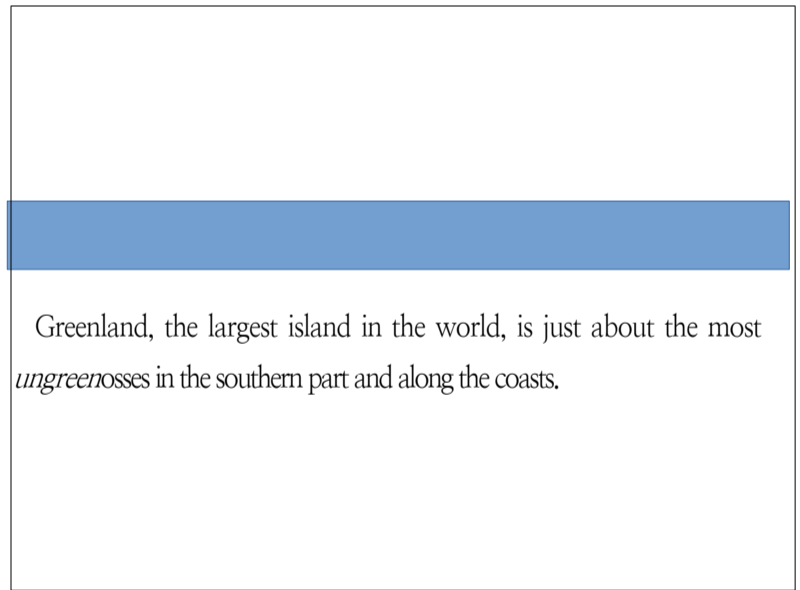 Greenland, the largest island in the world, is just about the most
ungreenosses in the southern part and along the coasts.